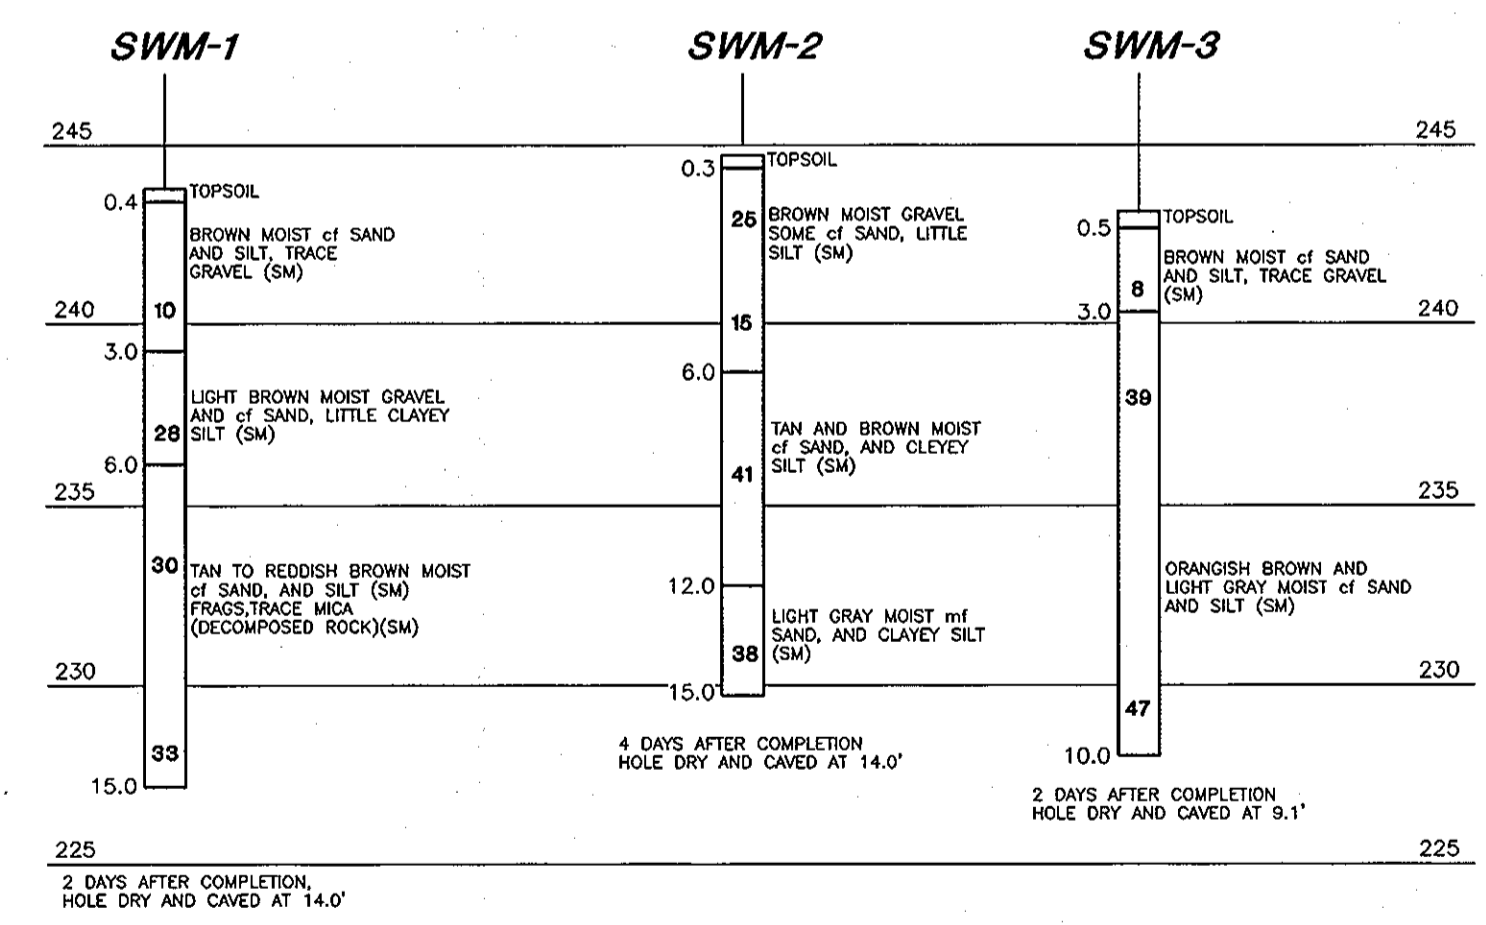 SWM-1
SWM-2
SWM-3
245
245
0.4
TOPSOIL
BROWN MOIST cf SAND
AND SILT, TRACE
GRAVEL (SM)
10
240
3.0
LIGHT BROWN MOIST GRAVEL
AND cf SAND, LITTLE CLAYEY
SILT (SM)
28
6.0
235
30
TAN TO REDDISH BROWN MOIST
cf SAND, AND SILT (SM)
FRAGS,TRACE MICA
(DECOMPOSED ROCK)(SM)
230
33
15.0
225
2 DAYS AFTER COMPLETION,
HOLE DRY AND CAVED AT 14.0'
0.3
TOPSOIL
25
BROWN MOIST GRAVEL
SOME cf SAND, LITTLE
SILT (SM)
15
6.0
TAN AND BROWN MOIST
cf SAND, AND CLEYEY
SILT (SM)
41
12.0
LIGHT GRAY MOIST mf
SAND, AND CLAYEY SILT
(SM)
38
15.0
4 DAYS AFTER COMPLETION
HOLE DRY AND CAVED AT 14.0'
0.5
TOPSOIL
BROWN MOIST cf SAND
AND SILT, TRACE GRAVEL
(SM)
8
3.0
240
39
235
ORANGISH BROWN AND
LIGHT GRAY MOIST cf SAND
AND SILT (SM)
230
47
10.0
2 DAYS AFTER COMPLETION
HOLE DRY AND CAVED AT 9.1'
225